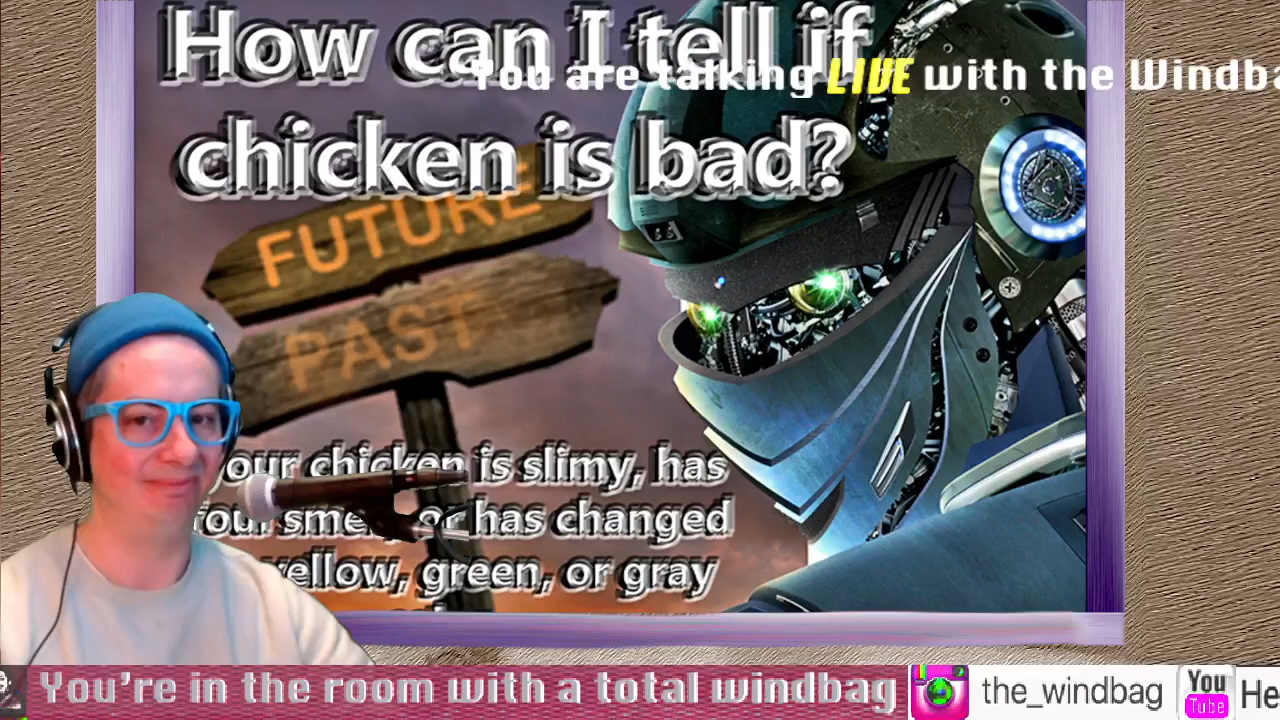 How can I tell if
You are talking LIVE with the Windba
chicken is bad?
FUTURE
PAST
our chicken is slimy, has
or has changed
yellow, green, or gray
You're in the room with a total windbag
the_windbag
You
Tube
He